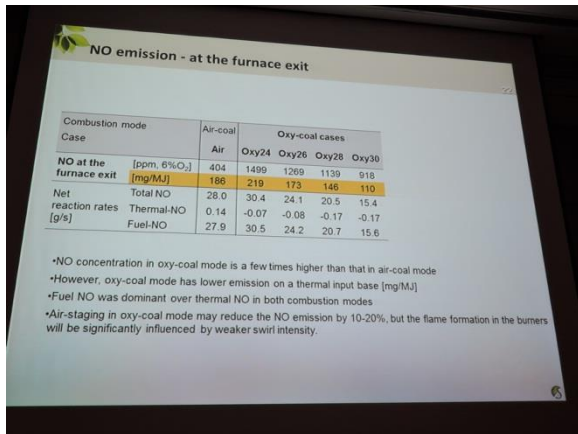 NO emission - at the furnace exit
22
Combustion mode Air-coal Oxy-coal cases
Case Air Oxy24 Oxy26 Oxy28 Oxy30
NO at the [ppm, 6%O₂] 404 1499 1269 1139 918
furnace exit [mg/MJ] 186 219 173 146 110
Net Total NO 28.0 30.4 24.1 20.5 15.4
reaction rates Thermal-NO 0.14 -0.07 -0.08 -0.17 -0.17
[g/s] Fuel-NO 27.9 30.5 24.2 20.7 15.6
•NO concentration in oxy-coal mode is a few times higher than that in air-coal mode
•However, oxy-coal mode has lower emission on a thermal input base [mg/MJ]
•Fuel NO was dominant over thermal NO in both combustion modes
•Air-staging in oxy-coal mode may reduce the NO emission by 10-20%, but the flame formation in the burners
will be significantly influenced by weaker swirl intensity.